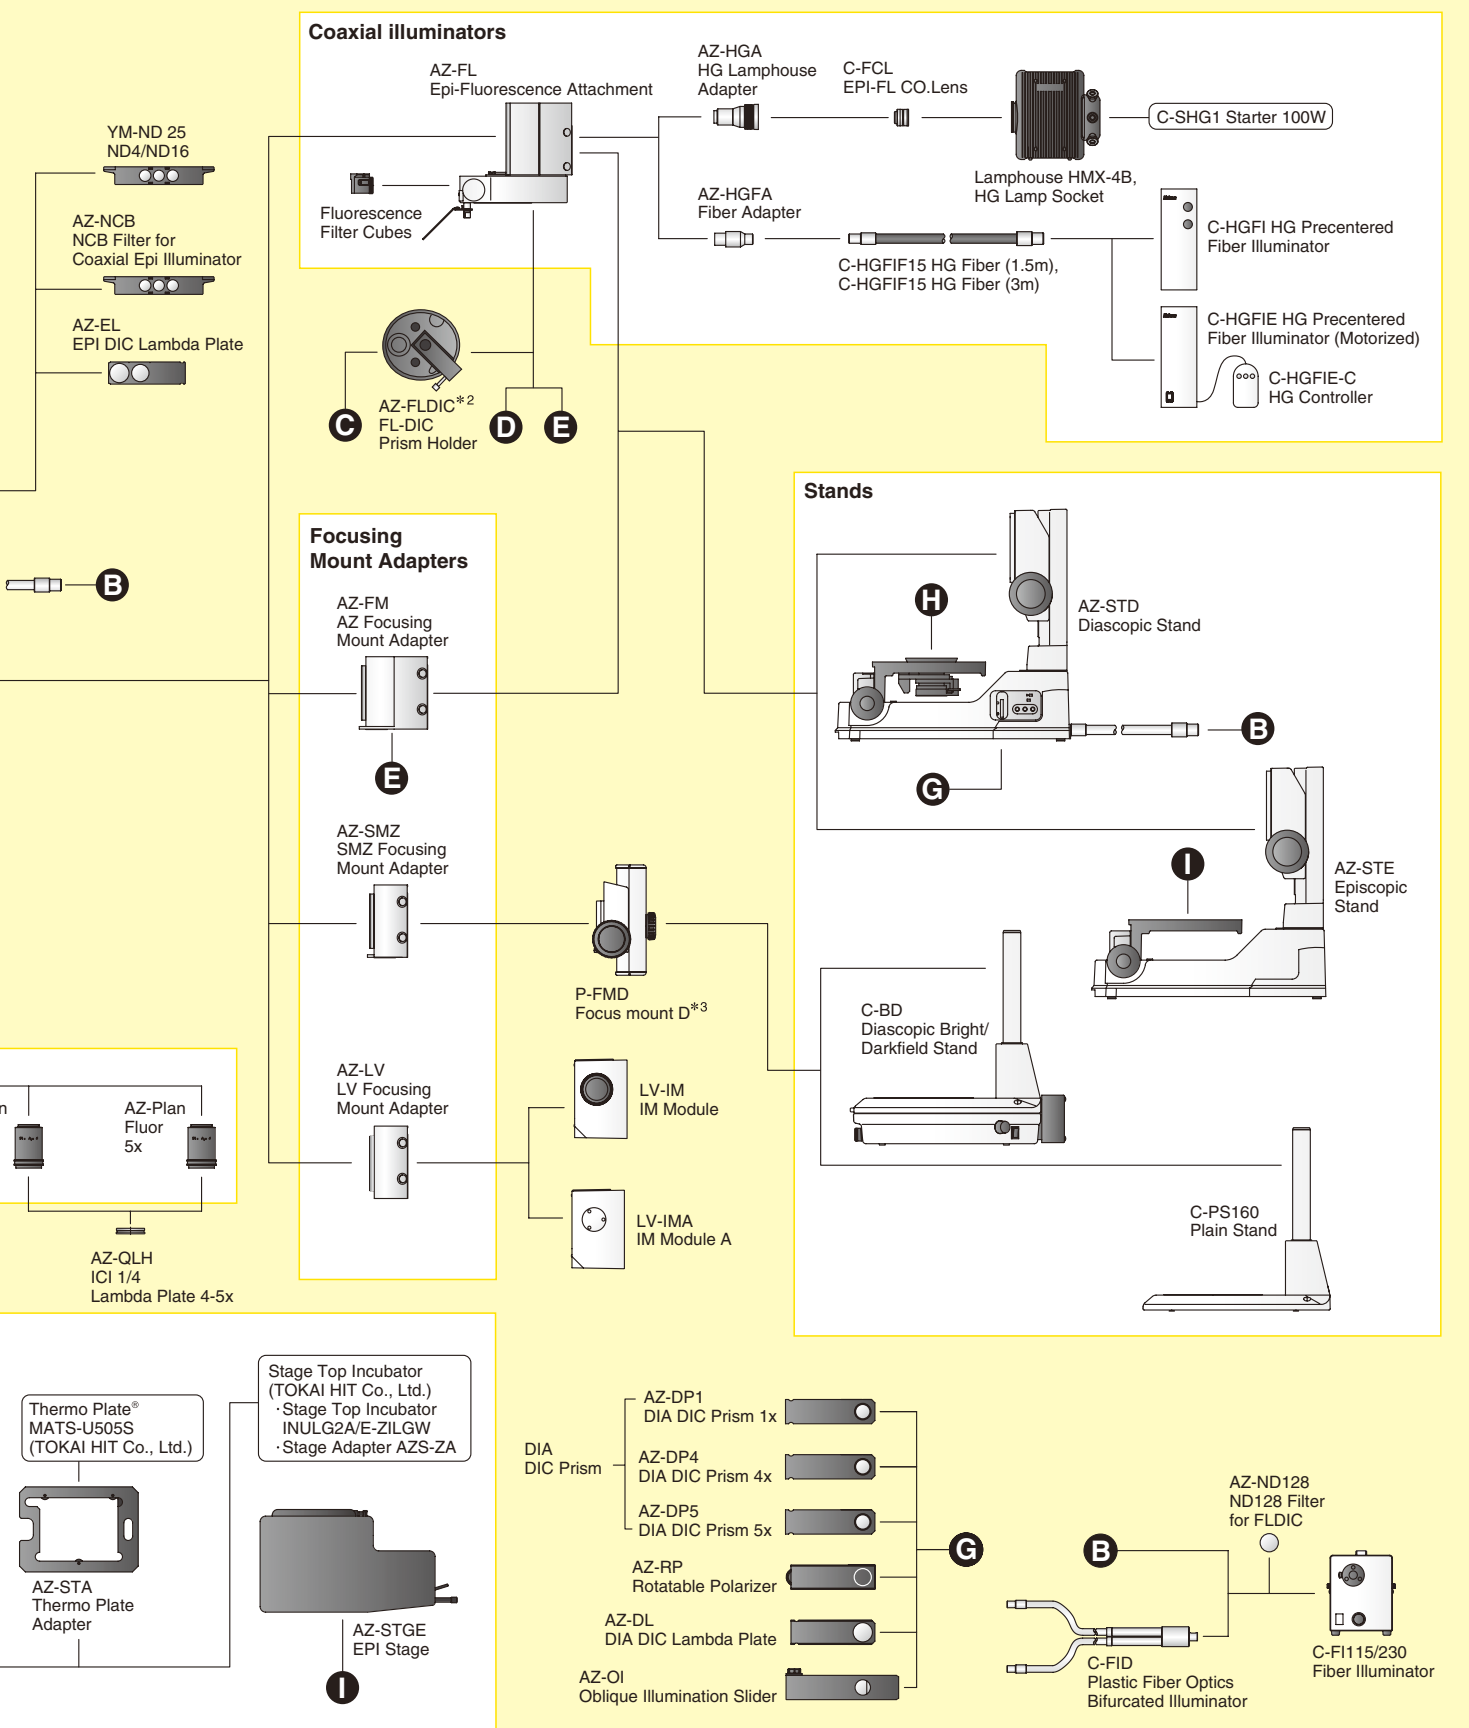 Coaxial illuminators
AZ-FL
Epi-Fluorescence Attachment
AZ-HGA
HG Lamphouse
Adapter
C-FCL
EPI-FL CO.Lens
C-SHG1 Starter 100W
Lamphouse HMX-4B,
HG Lamp Socket
YM-ND 25
ND4/ND16
Fluorescence
Filter Cubes
AZ-HGFA
Fiber Adapter
AZ-NCB
NCB Filter for
Coaxial Epi Illuminator
C-HGFIF15 HG Fiber (1.5m),
C-HGFIF15 HG Fiber (3m)
C-HGFI HG Precentered
Fiber Illuminator
AZ-EL
EPI DIC Lambda Plate
C-HGFIE HG Precentered
Fiber Illuminator (Motorized)
C-HGFIE-C
HG Controller
C
AZ-FLDIC*2
FL-DIC
Prism Holder
D
E
Stands
Focusing
Mount Adapters
B
AZ-FM
AZ Focusing
Mount Adapter
E
H
AZ-STD
Diascopic Stand
B
G
AZ-SMZ
SMZ Focusing
Mount Adapter
I
AZ-STE
Episcopic
Stand
P-FMD
Focus mount D*3
C-BD
Diascopic Bright/
Darkfield Stand
AZ-LV
LV Focusing
Mount Adapter
LV-IM
IM Module
n
AZ-Plan
Fluor
5x
LV-IMA
IM Module A
C-PS160
Plain Stand
AZ-QLH
ICI 1/4
Lambda Plate 4-5x
Stage Top Incubator
(TOKAI HIT Co., Ltd.)
·Stage Top Incubator
INULG2A/E-ZILGW
·Stage Adapter AZS-ZA
Thermo Plate®
MATS-U505S
(TOKAI HIT Co., Ltd.)
AZ-STA
Thermo Plate
Adapter
AZ-STGE
EPI Stage
I
DIA
DIC Prism
AZ-DP1
DIA DIC Prism 1x
AZ-DP4
DIA DIC Prism 4x
AZ-DP5
DIA DIC Prism 5x
AZ-RP
Rotatable Polarizer
AZ-DL
DIA DIC Lambda Plate
AZ-OI
Oblique Illumination Slider
G
B
AZ-ND128
ND128 Filter
for FLDIC
C-FID
Plastic Fiber Optics
Bifurcated Illuminator
C-FI115/230
Fiber Illuminator